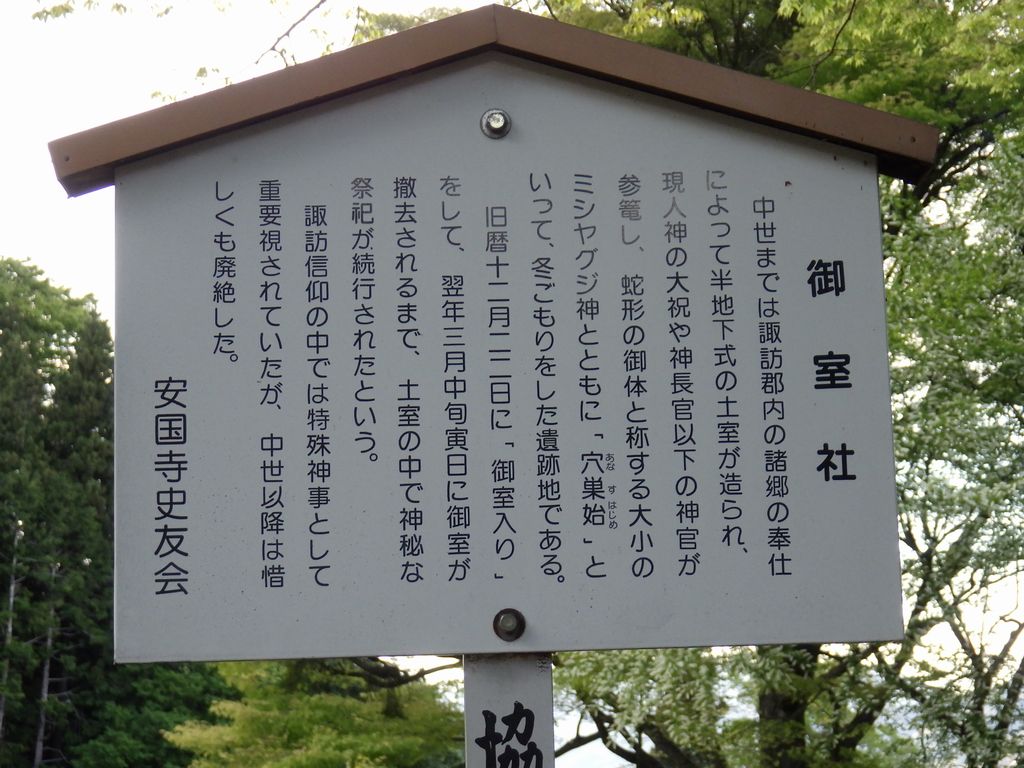 御室社
中世までは諏訪郡内の諸郷の奉仕
によって半地下式の土室が造られ、
現人神の大祝や神長官以下の神官が
参篭し、蛇形の御体と称する大小の
ミシヤグジ神とともに「穴巣始」と
あなすはじめ
いって、冬ごもりをした遺跡地である。
旧暦十二月二二日に「御室入り」
をして、翌年三月中旬寅日に御室が
撤去されるまで、土室の中で神秘な
祭祀が続行されたという。
諏訪信仰の中では特殊神事として
重要視されていたが、中世以降は惜
しくも廃絶した。
安国寺史友会
協